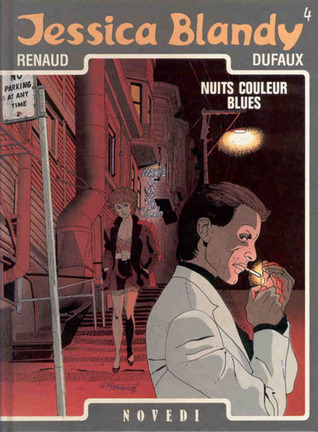 4
Jessica Blandy
RENAUD
DUFAUX
NUITS COULEUR
BLUES
NO
PARKING
AT ANY
TIME
NOVEDI